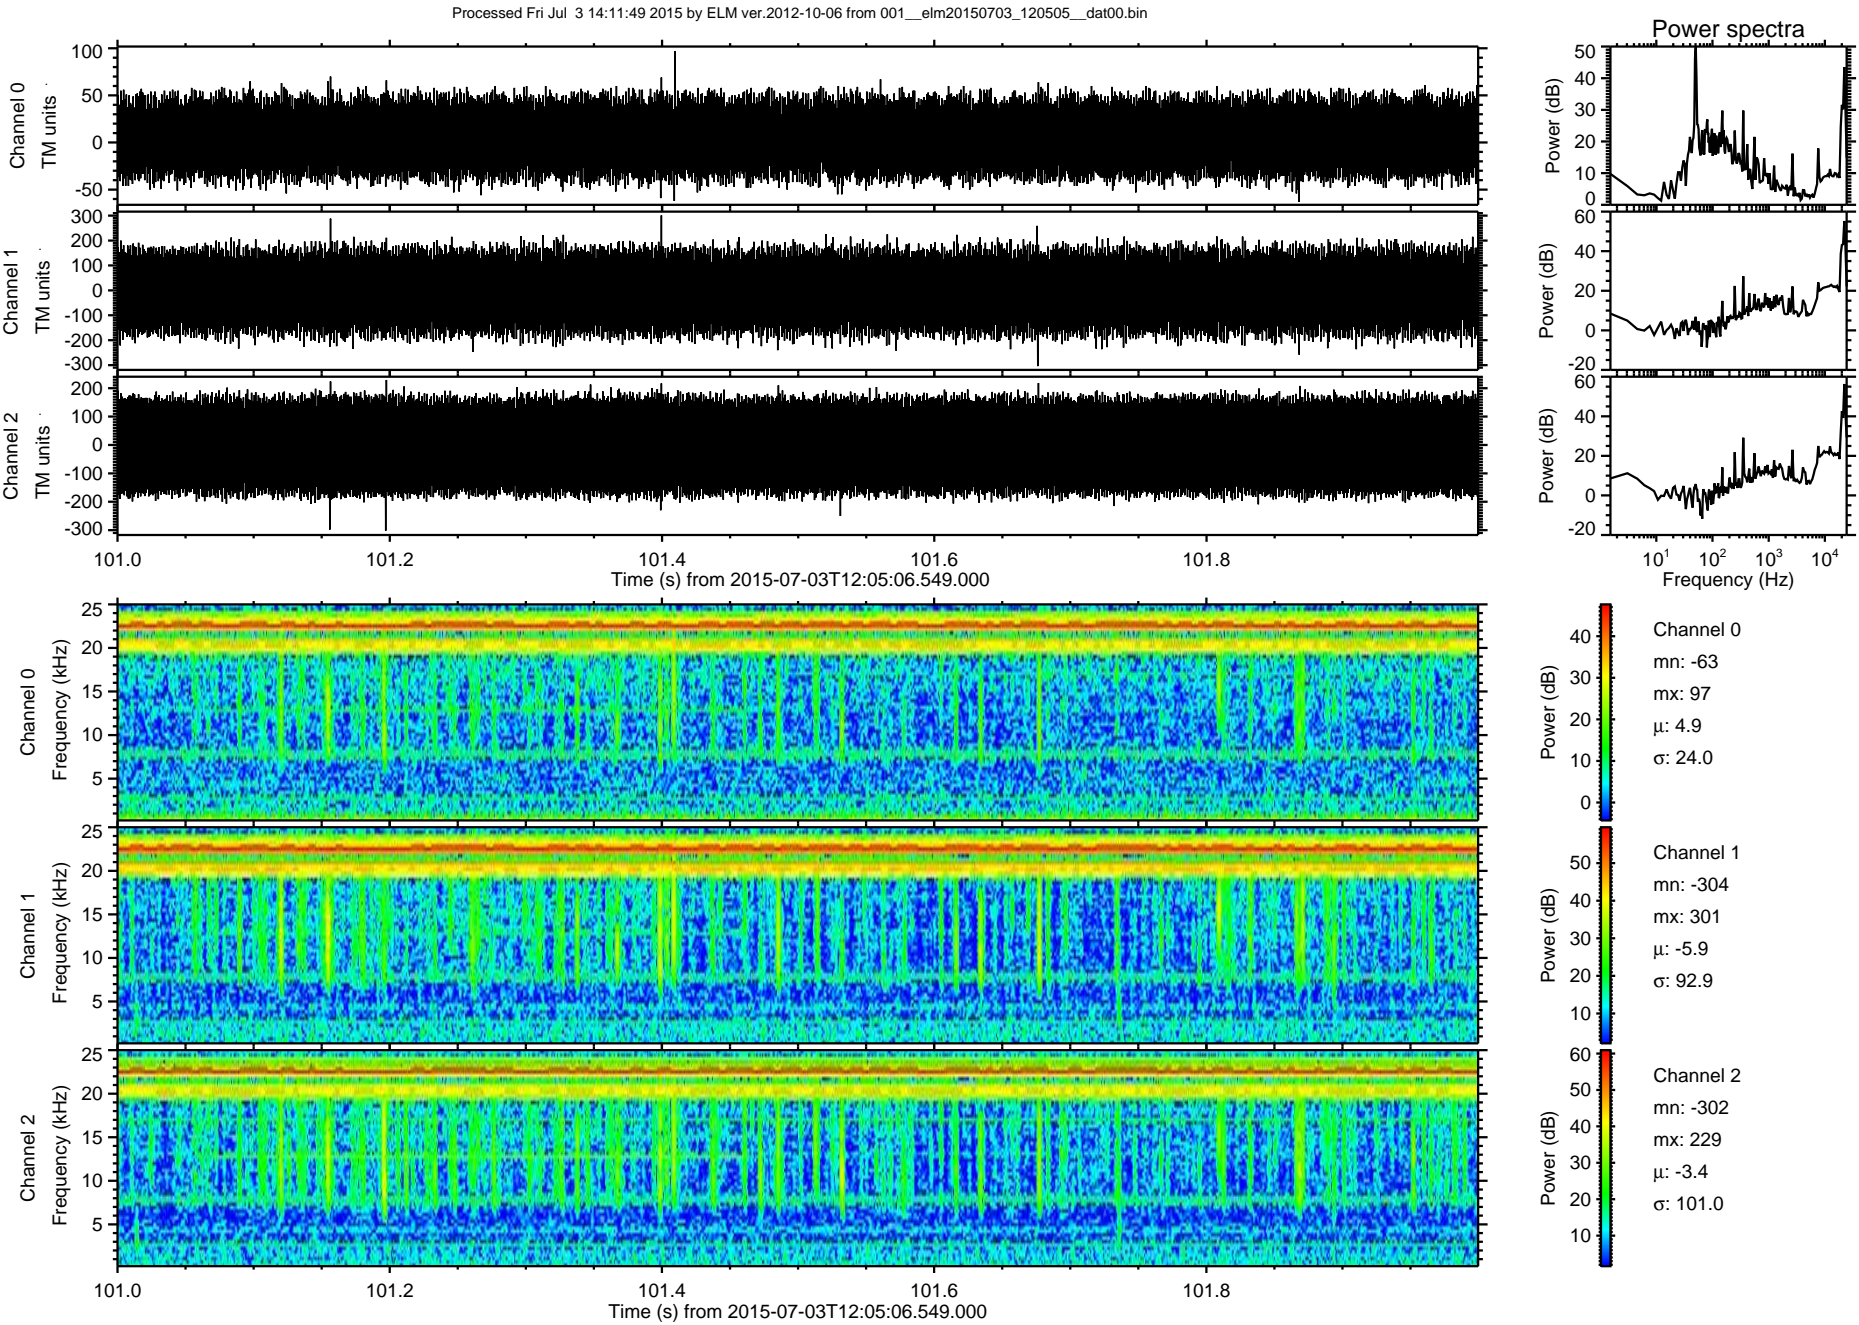 Processed Fri Jul 3 14:11:49 2015 by ELM ver.2012-10-06 from 001__elm20150703_120505__dat00.bin
Power spectra
Channel 0
TM units
100
50
0
-50
Power (dB)
50
40
30
20
10
0
Channel 1
TM units
300
200
100
0
-100
-200
-300
Power (dB)
60
40
20
0
-20
Channel 2
TM units
200
100
0
-100
-200
-300
Power (dB)
60
40
20
0
-20
101.0 101.2 101.4 101.6 101.8
Time (s) from 2015-07-03T12:05:06.549.000
10^1 10^2 10^3 10^4
Frequency (Hz)
Channel 0
Frequency (kHz)
25
20
15
10
5
Power (dB)
40
30
20
10
0
Channel 0
mn: -63
mx: 97
μ: 4.9
σ: 24.0
Channel 1
Frequency (kHz)
25
20
15
10
5
Power (dB)
50
40
30
20
10
Channel 1
mn: -304
mx: 301
μ: -5.9
σ: 92.9
Channel 2
Frequency (kHz)
25
20
15
10
5
Power (dB)
60
50
40
30
20
10
Channel 2
mn: -302
mx: 229
μ: -3.4
σ: 101.0
101.0 101.2 101.4 101.6 101.8
Time (s) from 2015-07-03T12:05:06.549.000